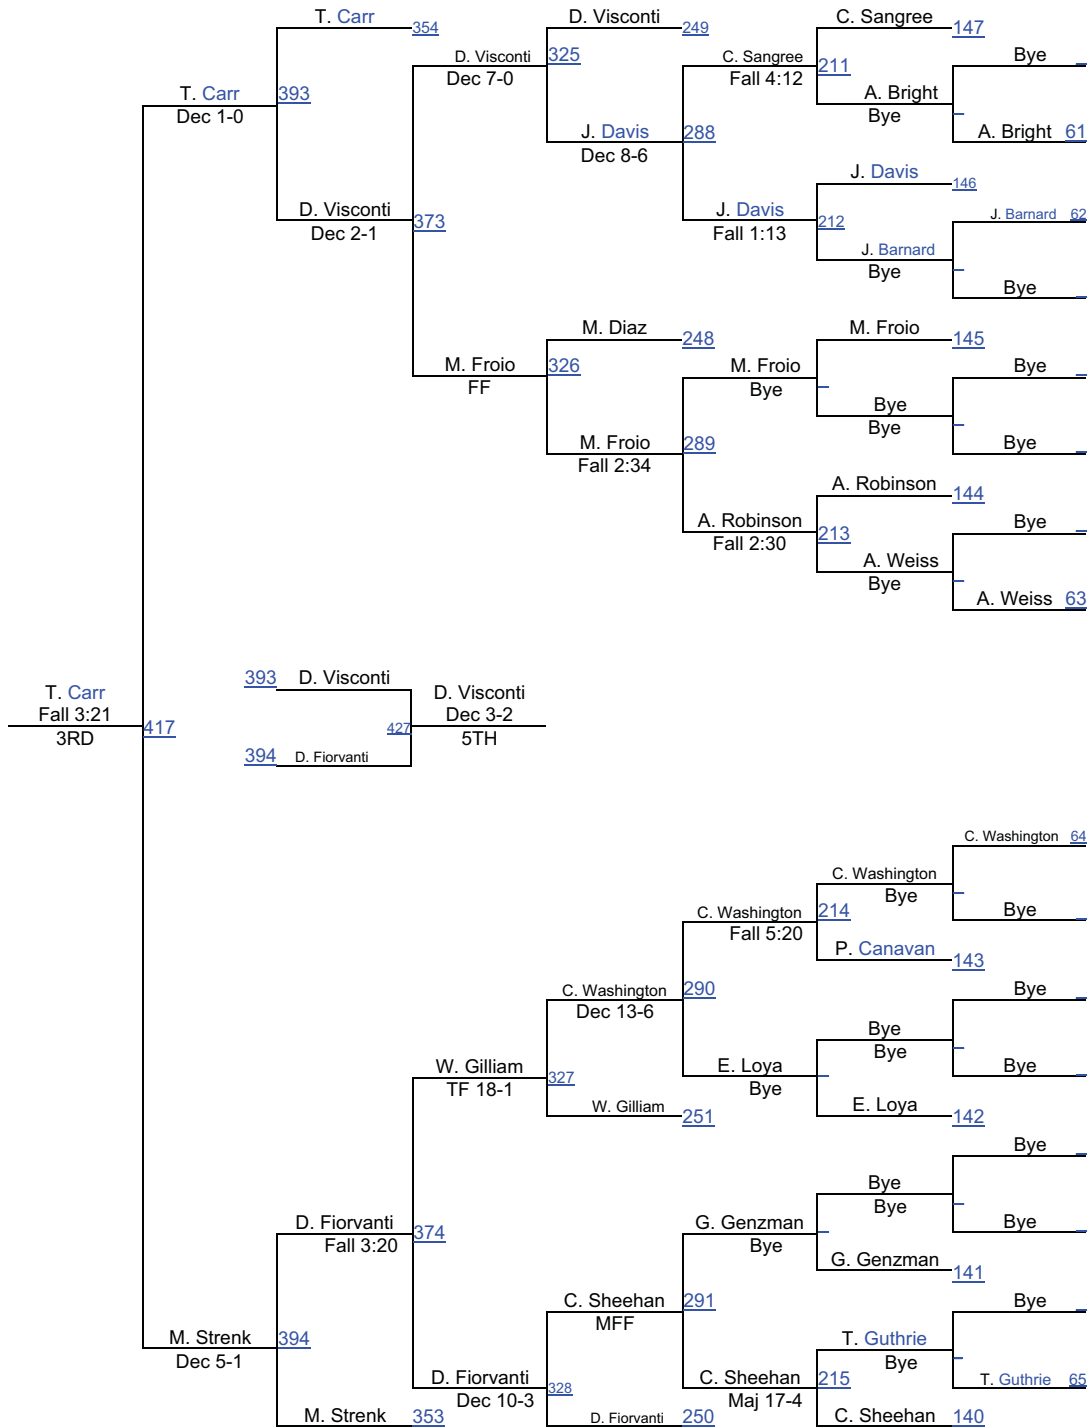 T. Carr
354
D. Visconti
249
C. Sangree
147
D. Visconti
325
Dec 7-0
C. Sangree
211
Fall 4:12
Bye
T. Carr
393
Dec 1-0
A. Bright
Bye
A. Bright 61
J. Davis
288
Dec 8-6
J. Davis
146
D. Visconti
373
Dec 2-1
J. Davis
212
Fall 1:13
J. Barnard 62
J. Barnard
Bye
Bye
M. Diaz
248
M. Froio
145
M. Froio
326
FF
M. Froio
Bye
Bye
Bye
Bye
M. Froio
289
Fall 2:34
Bye
A. Robinson
144
A. Robinson
213
Fall 2:30
Bye
A. Weiss
Bye
A. Weiss 63
393 D. Visconti
T. Carr
Fall 3:21
3RD
417
D. Visconti
Dec 3-2
5TH
427
394 D. Fiorvanti
C. Washington 64
C. Washington
Bye
C. Washington
214
Fall 5:20
Bye
P. Canavan
143
C. Washington
290
Dec 13-6
Bye
Bye
Bye
W. Gilliam
TF 18-1
327
E. Loya
Bye
Bye
W. Gilliam
251
E. Loya
142
Bye
Bye
Bye
D. Fiorvanti
374
Fall 3:20
G. Genzman
Bye
Bye
G. Genzman
141
C. Sheehan
291
MFF
Bye
M. Strenk
394
Dec 5-1
T. Guthrie
Bye
D. Fiorvanti
328
Dec 10-3
C. Sheehan
215
Maj 17-4
T. Guthrie 65
M. Strenk
353
D. Fiorvanti
250
C. Sheehan
140